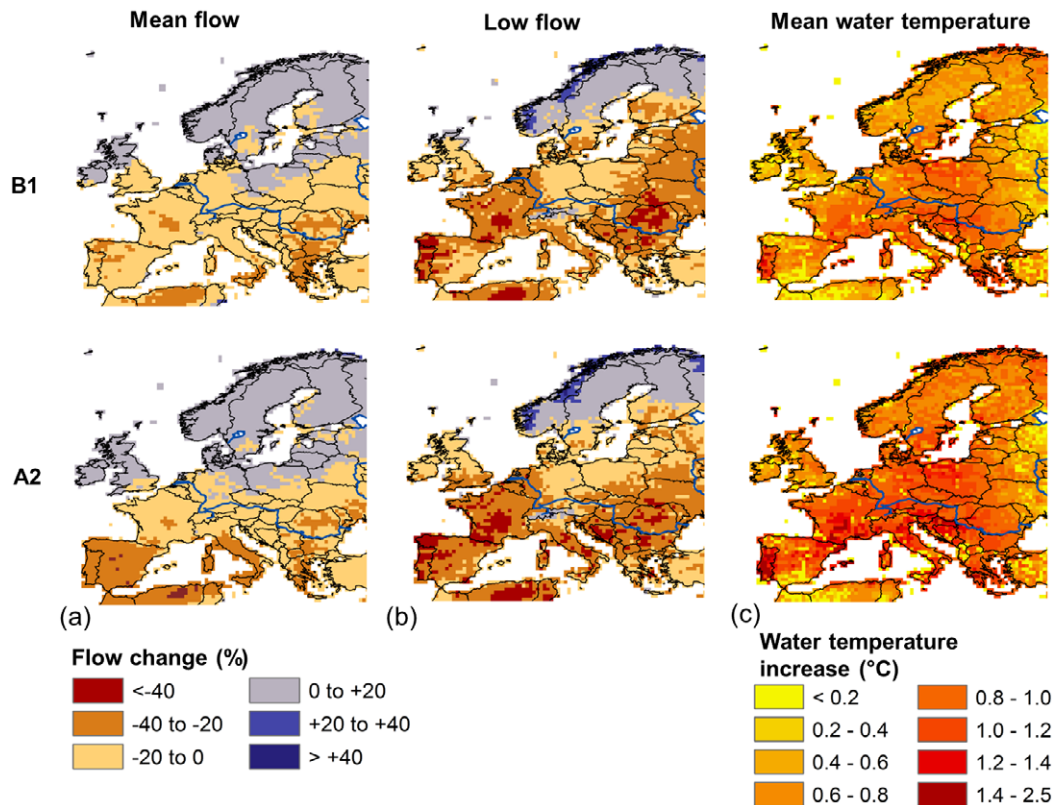 Mean flow
Low flow
Mean water temperature
B1
A2
(a)
(b)
(c)
Flow change (%)
<-40
-40 to -20
-20 to 0
0 to +20
+20 to +40
> +40
Water temperature
increase (°C)
< 0.2
0.2 - 0.4
0.4 - 0.6
0.6 - 0.8
0.8 - 1.0
1.0 - 1.2
1.2 - 1.4
1.4 - 2.5